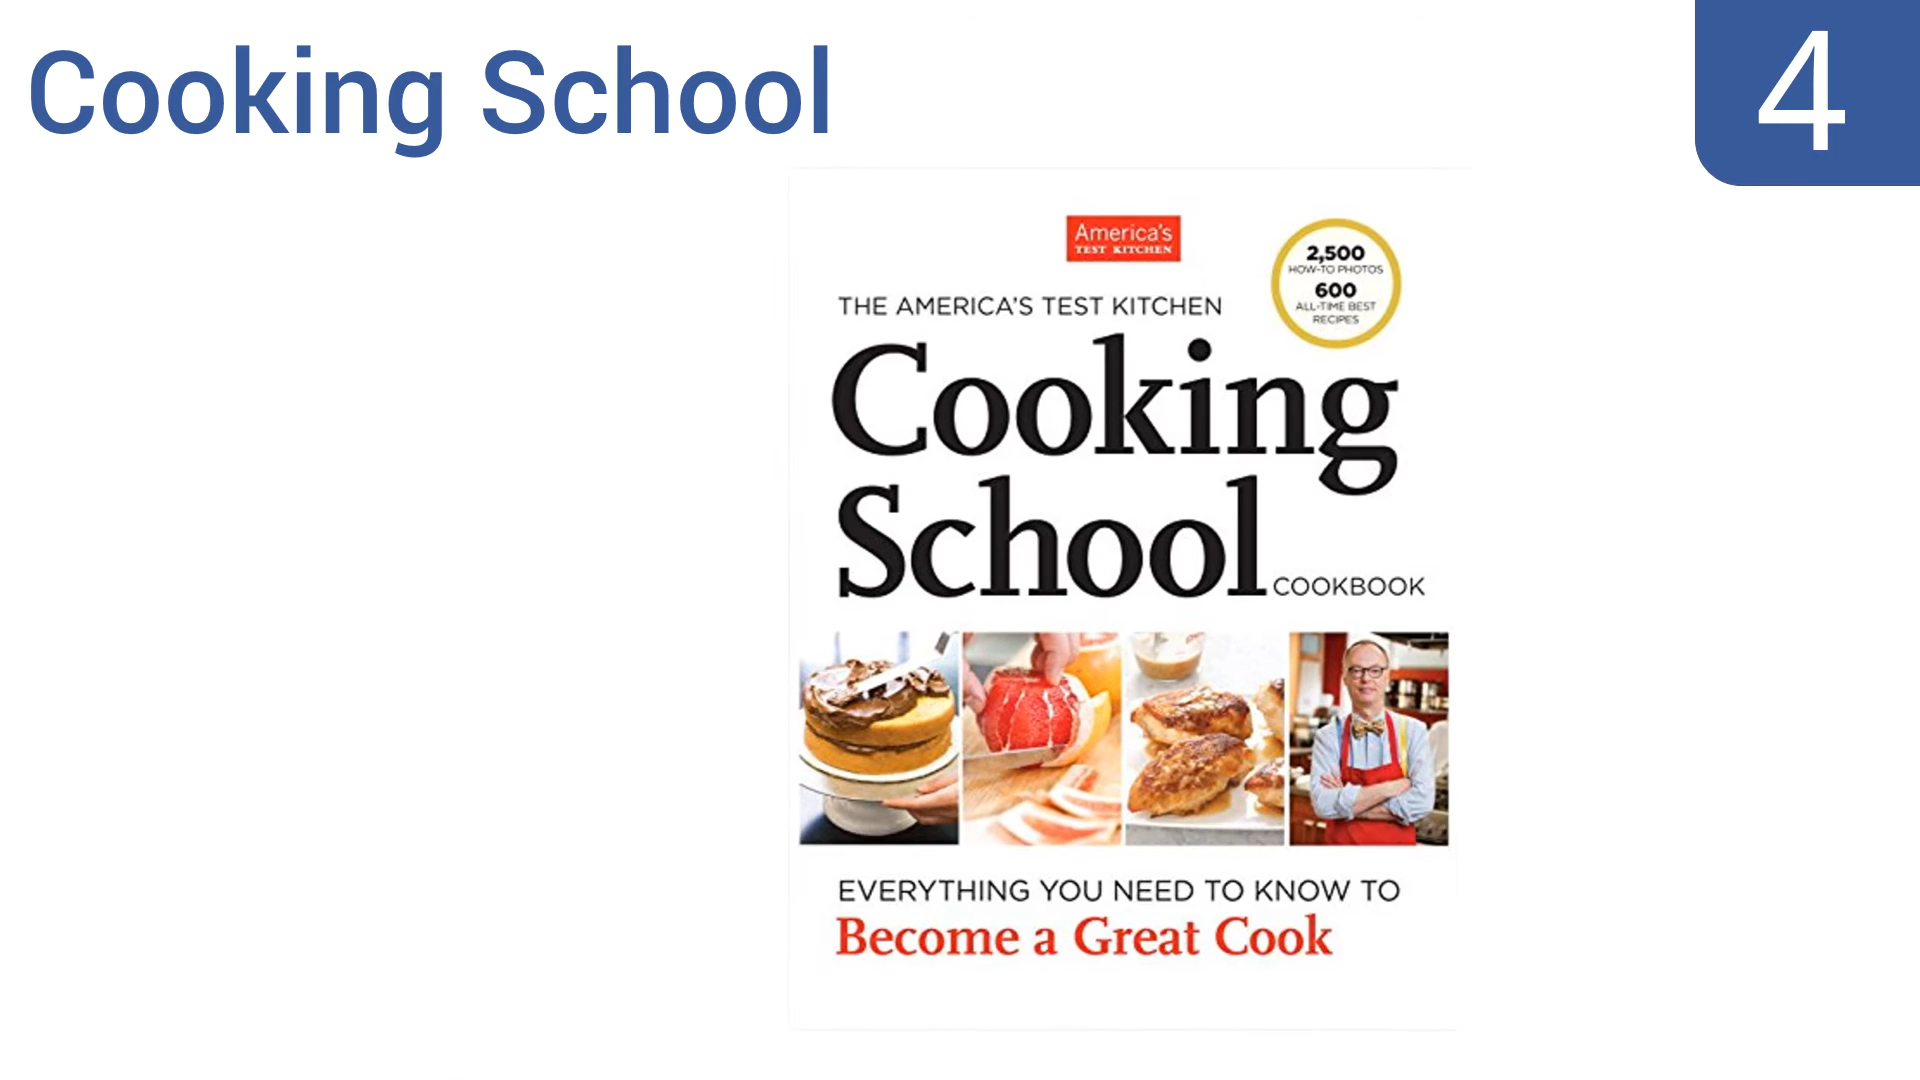 Cooking School
4
America's
TEST KITCHEN
2,500
HOW-TO PHOTOS
600
ALL-TIME BEST
RECIPES
THE AMERICA'S TEST KITCHEN
Cooking
School COOKBOOK
EVERYTHING YOU NEED TO KNOW TO
Become a Great Cook